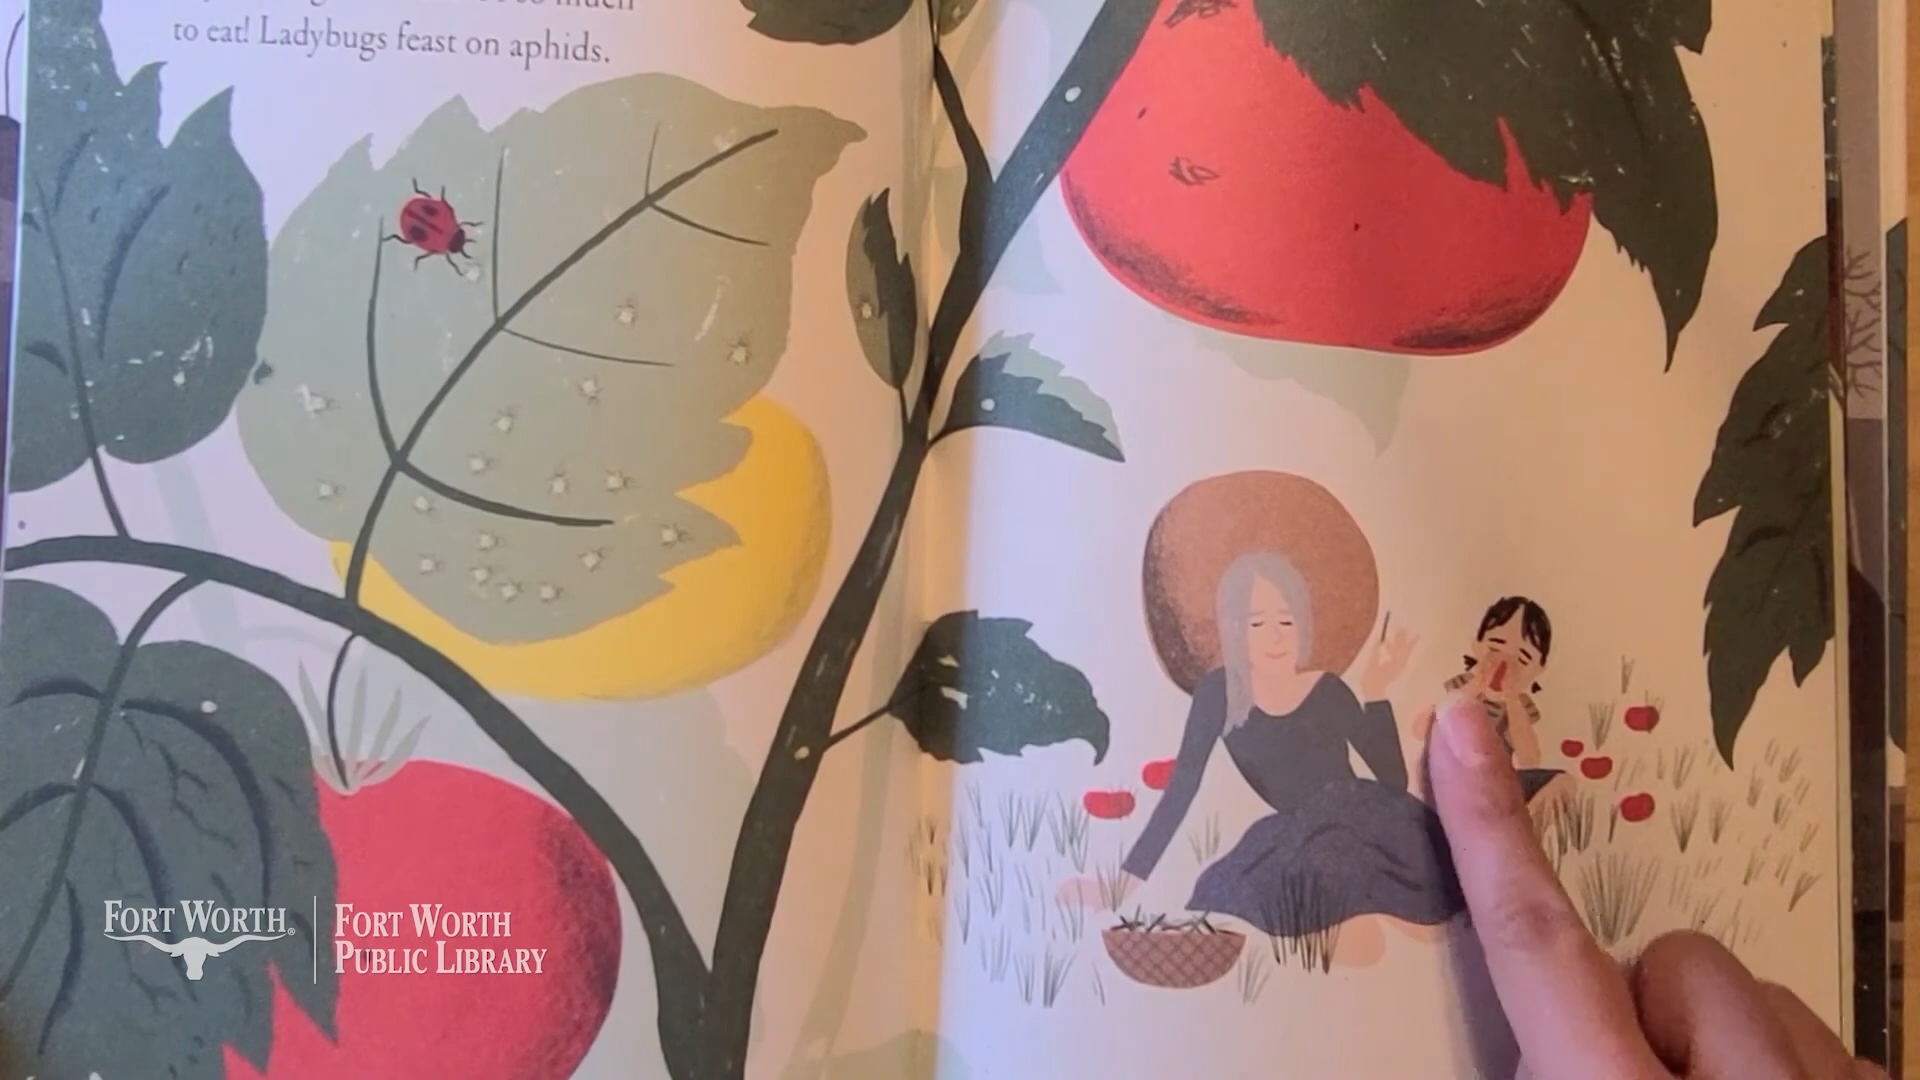 to eat! Ladybugs feast on aphids.
FORT WORTH®
FORT WORTH
PUBLIC LIBRARY